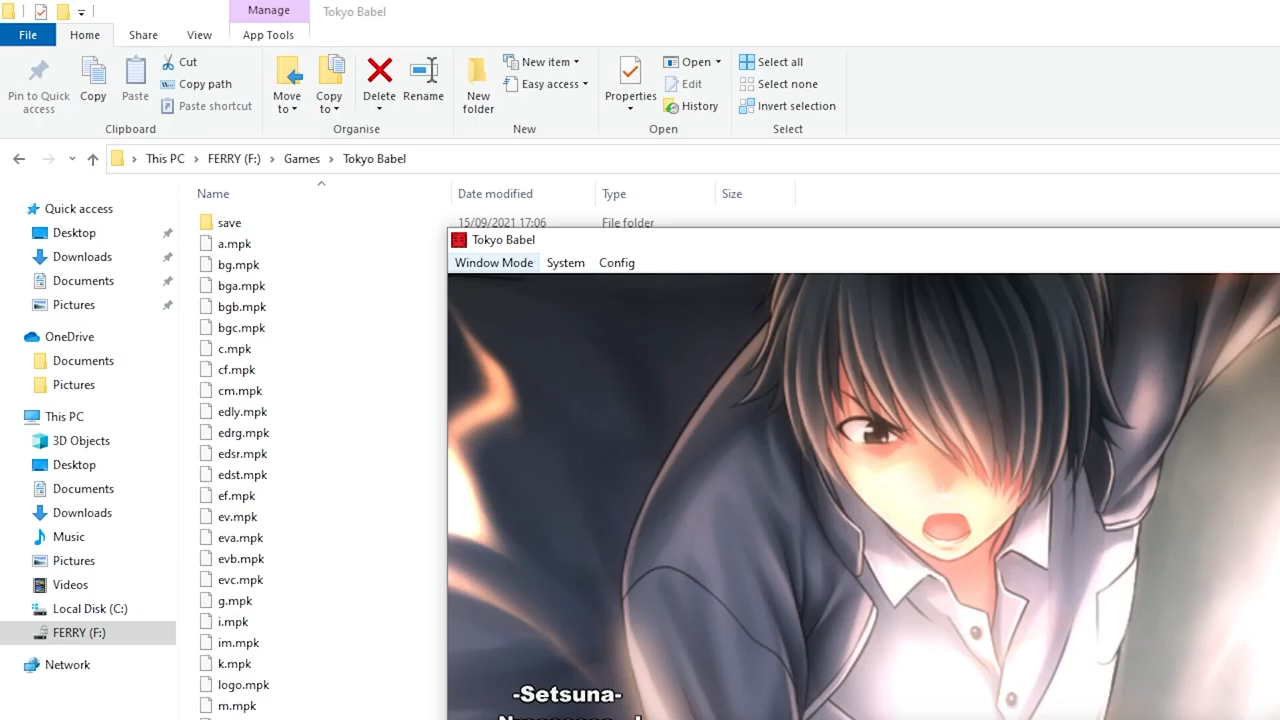 Manage
Tokyo Babel
File
Home
Share
View
App Tools
Pin to Quick access
Copy
Paste
Cut
Copy path
Paste shortcut
Clipboard
Move to
Copy to
Delete
Rename
Organise
New folder
New item
Easy access
New
Properties
Open
Edit
History
Open
Select all
Select none
Invert selection
Select
This PC
FERRY (F:)
Games
Tokyo Babel
Name
Date modified
Type
Size
Quick access
Desktop
Downloads
Documents
Pictures
OneDrive
Documents
Pictures
This PC
3D Objects
Desktop
Documents
Downloads
Music
Pictures
Videos
Local Disk (C:)
FERRY (F:)
Network
save
15/09/2021 17:06
File folder
a.mpk
bg.mpk
bga.mpk
bgb.mpk
bgc.mpk
c.mpk
cf.mpk
cm.mpk
edly.mpk
edrg.mpk
edsr.mpk
edst.mpk
ef.mpk
ev.mpk
eva.mpk
evb.mpk
evc.mpk
g.mpk
i.mpk
im.mpk
k.mpk
logo.mpk
m.mpk
Tokyo Babel
Window Mode
System
Config
-Setsuna-